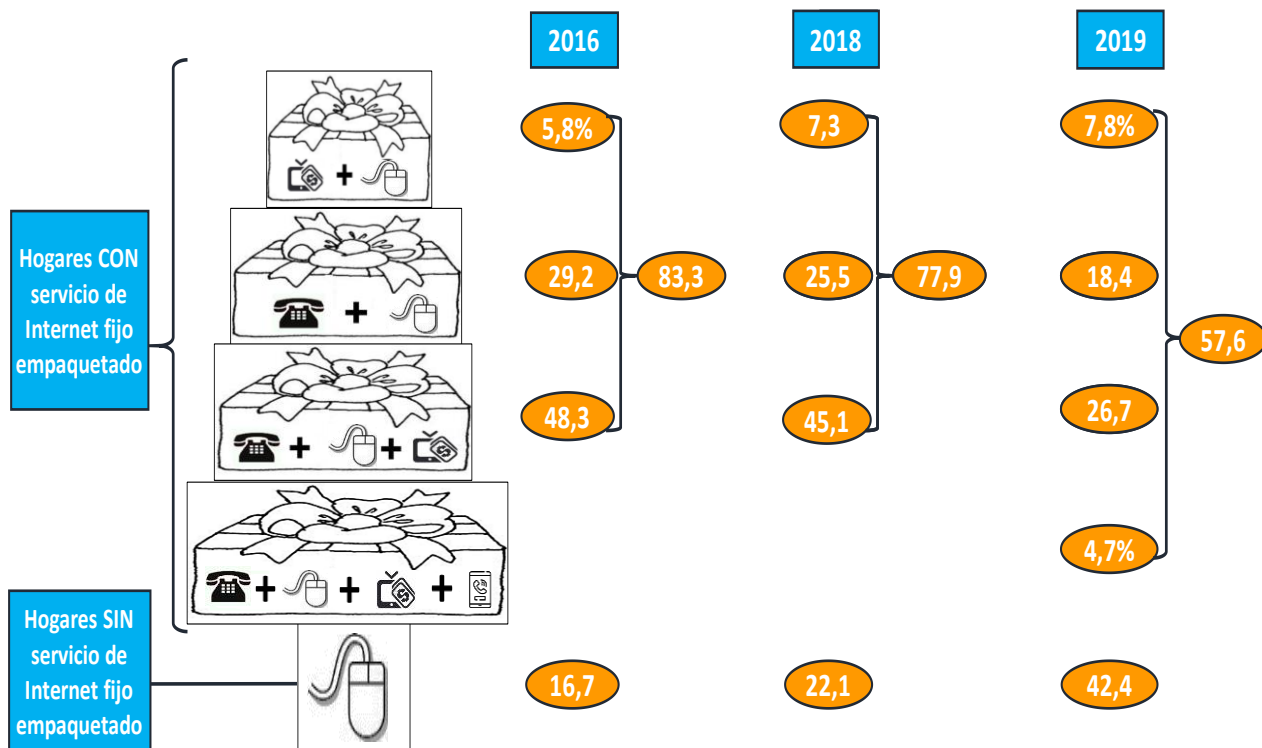 2016
2018
2019
5,8%
7,3
7,8%
Hogares CON
servicio de
Internet fijo
empaquetado
29,2
83,3
25,5
77,9
18,4
57,6
48,3
45,1
26,7
4,7%
Hogares SIN
servicio de
Internet fijo
empaquetado
16,7
22,1
42,4